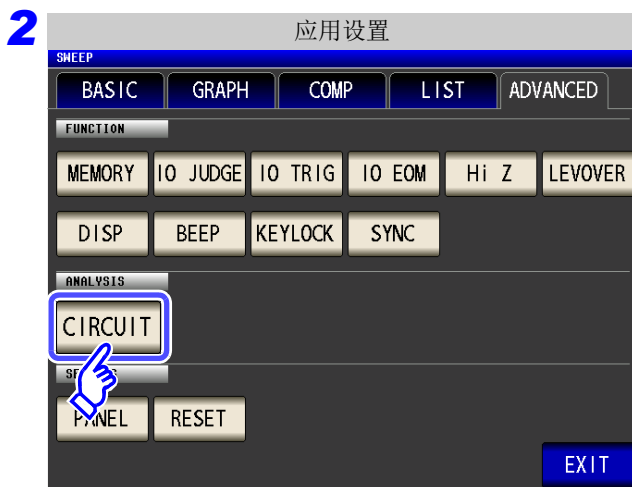 2
应用设置
SWEEP
BASIC GRAPH COMP LIST ADVANCED
FUNCTION
MEMORY IO JUDGE IO TRIG IO EOM Hi Z LEVOVER
DISP BEEP KEYLOCK SYNC
ANALYSIS
CIRCUIT
PANEL RESET
EXIT